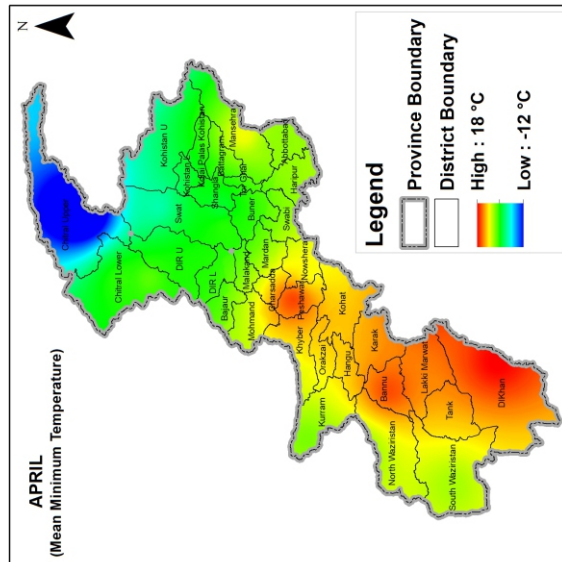 APRIL
(Mean Minimum Temperature)
N
Chitral Lower
Kohistan U
Kohistan L
Swat
DIR U
Kolai Palas Kohistan
Battagram
Shangla
Mansehra
DIR L
Tor Ghar
Bajaur
Malakand
Buner
Abbottabad
Mohmand
Mardan
Swabi
Haripur
Charsadda
Khyber
Peshawar
Nowshera
Orakzai
Kohat
Kurram
Hangu
Karak
North Waziristan
Bannu
Lakki Marwat
South Waziristan
Tank
DIKhan
Legend
Province Boundary
District Boundary
High : 18 °C
Low : -12 °C